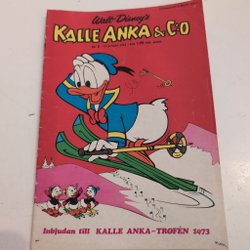 Walt Disney's
KALLE ANKA & C:O
Inbjudan till KALLE ANKA-TROFÉN 1973